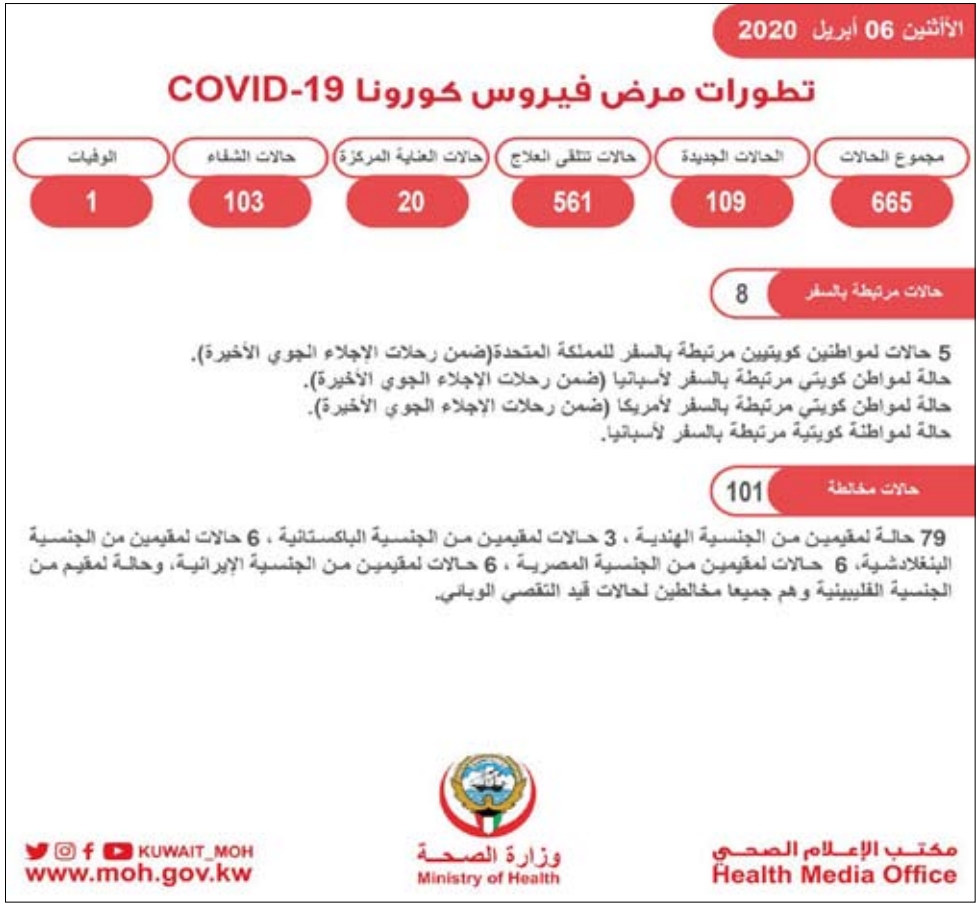 الأاثنين 06 أبريل 2020
تطورات مرض فيروس كورونا COVID-19
مجموع الحالات
الحالات الجديدة
حالات تتلقى العلاج
حالات العناية المركزة
حالات الشفاء
الوفيات
665
109
561
20
103
1
حالات مرتبطة بالسفر
8
5 حالات لمواطنين كويتيين مرتبطة بالسفر للمملكة المتحدة(ضمن رحلات الإجلاء الجوي الأخيرة).
حالة لمواطن كويتي مرتبطة بالسفر لأسبانيا (ضمن رحلات الإجلاء الجوي الأخيرة).
حالة لمواطن كويتي مرتبطة بالسفر لأمريكا (ضمن رحلات الإجلاء الجوي الأخيرة).
حالة لمواطنة كويتية مرتبطة بالسفر لأسبانيا.
حالات مخالطة
101
79 حالة لمقيمين من الجنسية الهندية ، 3 حالات لمقيمين من الجنسية الباكستانية ، 6 حالات لمقيمين من الجنسية
البنغلادشية، 6 حالات لمقيمين من الجنسية المصرية ، 6 حالات لمقيمين من الجنسية الإيرانية، وحالة لمقيم من
الجنسية الفلبينية وهم جميعا مخالطين لحالات قيد التقصي الوبائي.
مكتب الإعلام الصحي
Health Media Office
وزارة الصحة
Ministry of Health
KUWAIT_MOH
www.moh.gov.kw